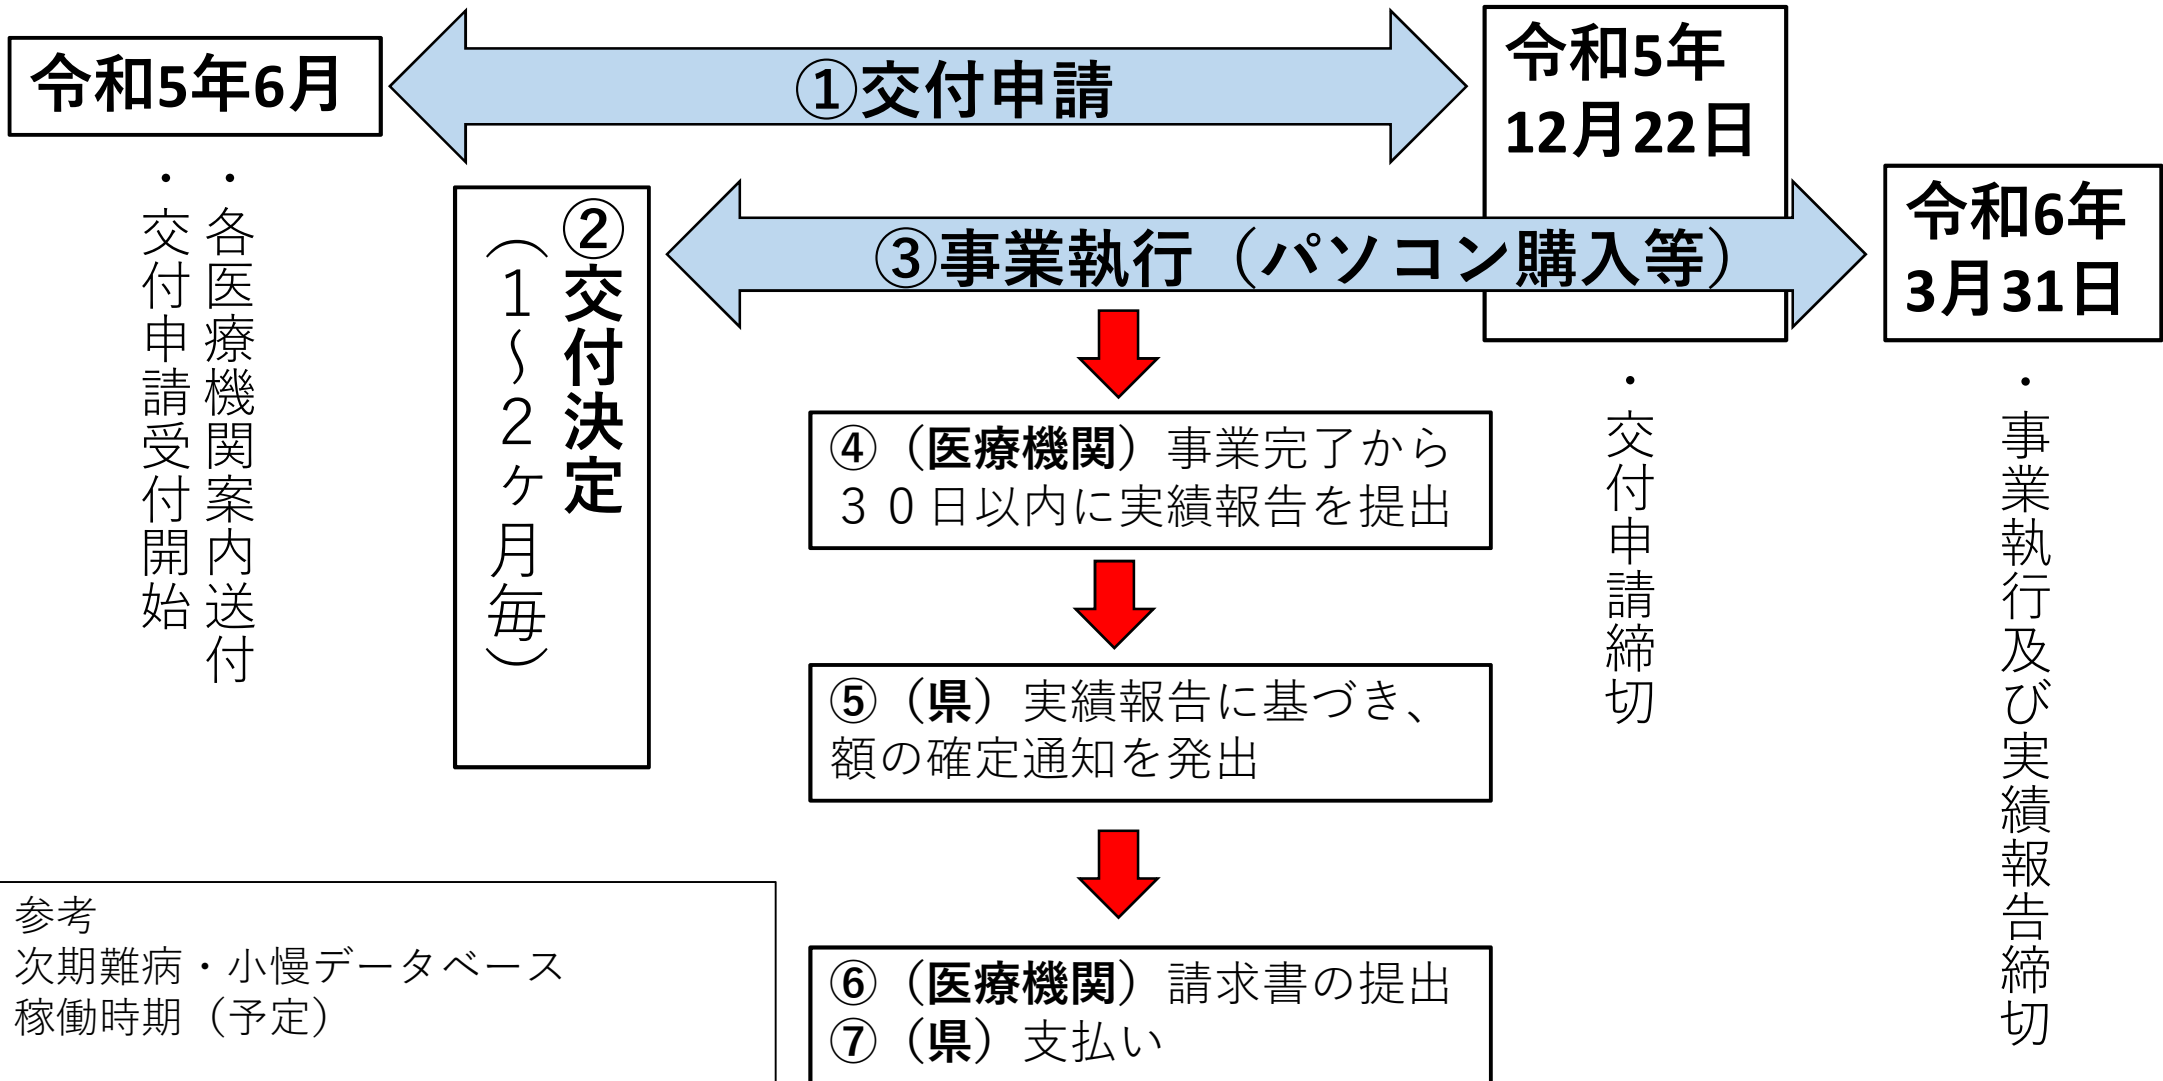 令和5年6月
①交付申請
令和5年
12月22日
・各医療機関案内送付
・交付申請受付開始
②交付決定
（１～２ヶ月毎）
③事業執行（パソコン購入等）
令和6年
3月31日
④（医療機関）事業完了から
３０日以内に実績報告を提出
・交付申請締切
・事業執行及び実績報告締切
⑤（県）実績報告に基づき、
額の確定通知を発出
参考
次期難病・小慢データベース
稼働時期（予定）
⑥（医療機関）請求書の提出
⑦（県）支払い